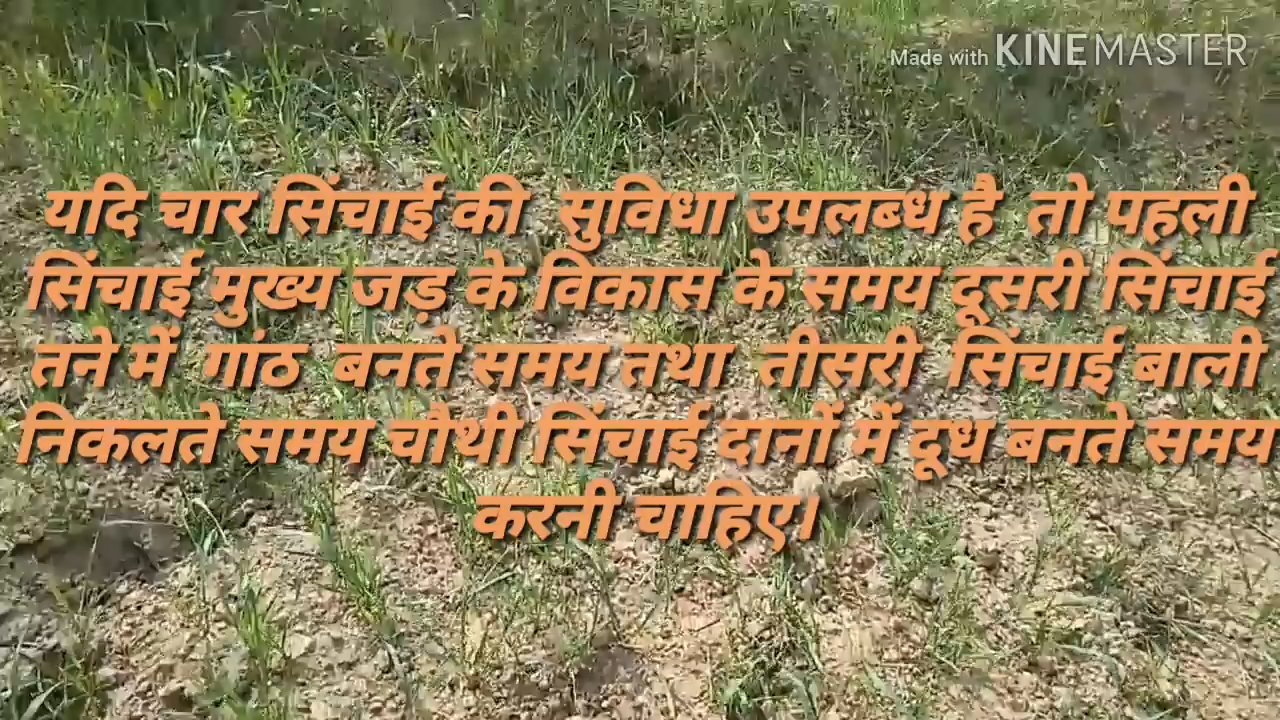 Made with KINEMASTER
यदि चार सिंचाई की सुविधा उपलब्ध है तो पहली
सिंचाई मुख्य जड़ के विकास के समय दूसरी सिंचाई
तने में गांठ बनते समय तथा तीसरी सिंचाई बाली
निकलते समय चौथी सिंचाई दानों में दूध बनते समय
करनी चाहिए।